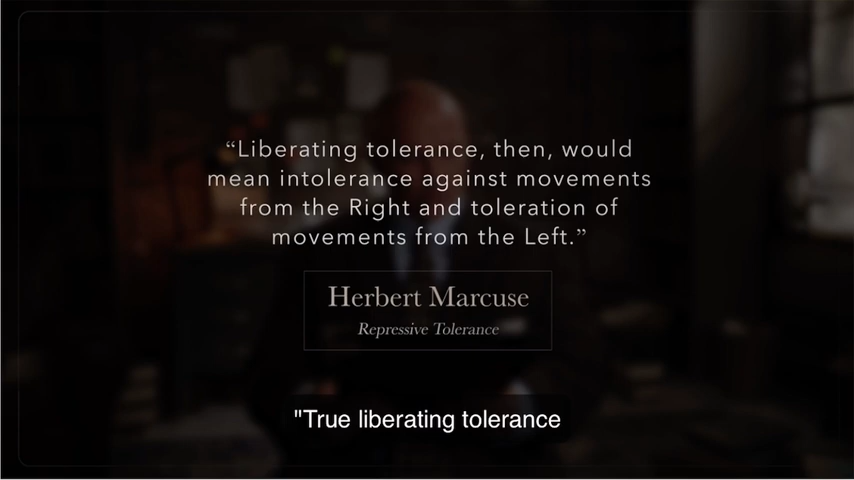 “Liberating tolerance, then, would
mean intolerance against movements
from the Right and toleration of
movements from the Left.”
Herbert Marcuse
Repressive Tolerance
"True liberating tolerance